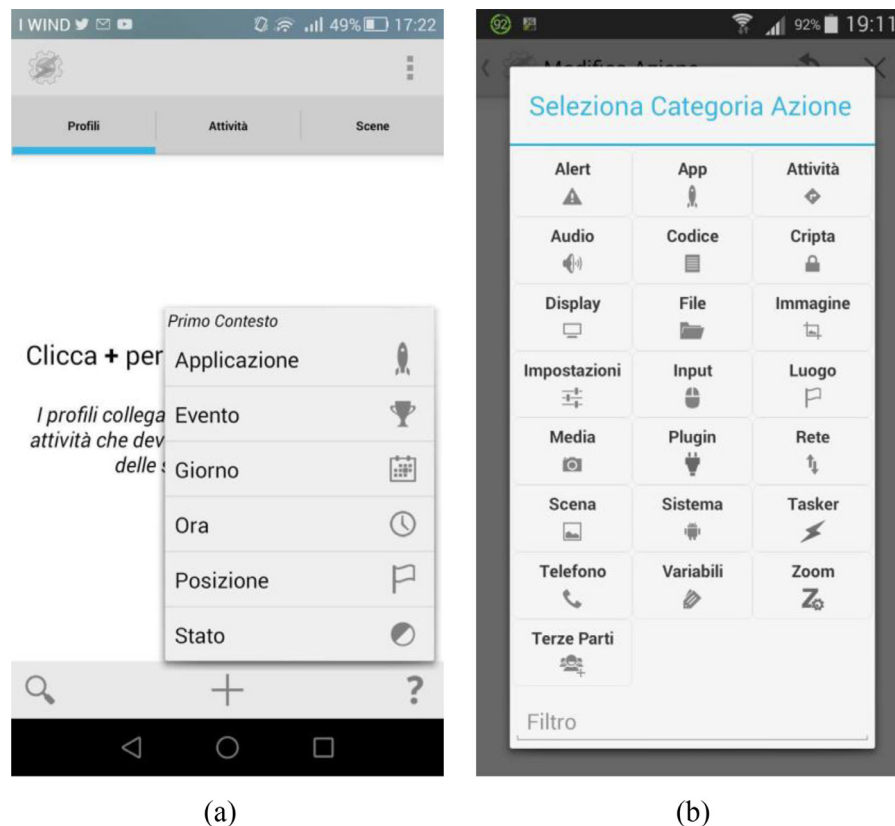 I WIND 49% 17:22
Profili Attività Scene
Primo Contesto
Clicca + per
Applicazione
I profili collega
Evento
attività che dev
delle s
Giorno
Ora
Posizione
Stato
?
(a)
92 92% 19:11
Modifica Azione
Seleziona Categoria Azione
Alert App Attività
Audio Codice Cripta
Display File Immagine
Impostazioni Input Luogo
Media Plugin Rete
Scena Sistema Tasker
Telefono Variabili Zoom
Terze Parti
Filtro
(b)